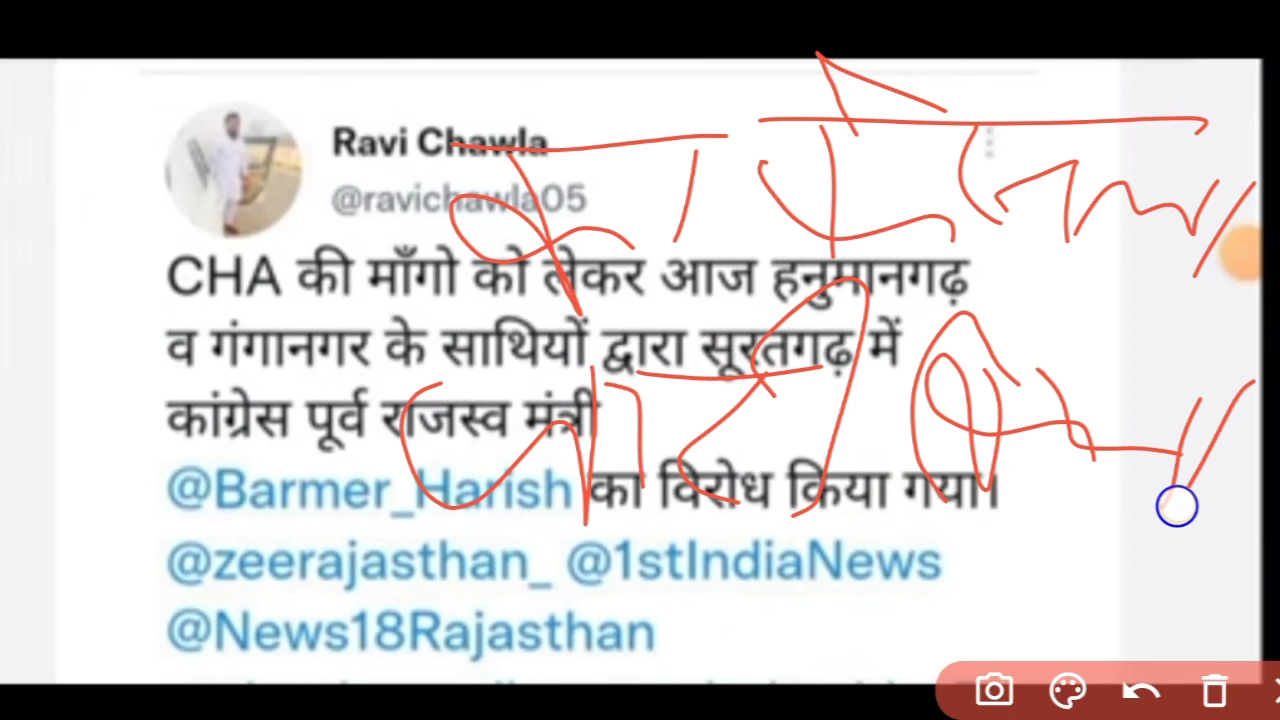 Ravi Chawla
@ravichawla05
CHA की माँगो को लेकर आज हनुमानगढ़
व गंगानगर के साथियों द्वारा सूरतगढ़ में
कांग्रेस पूर्व राजस्व मंत्री
@Barmer_Harish का विरोध किया गया।
@zeerajasthan_ @1stIndiaNews
@News18Rajasthan